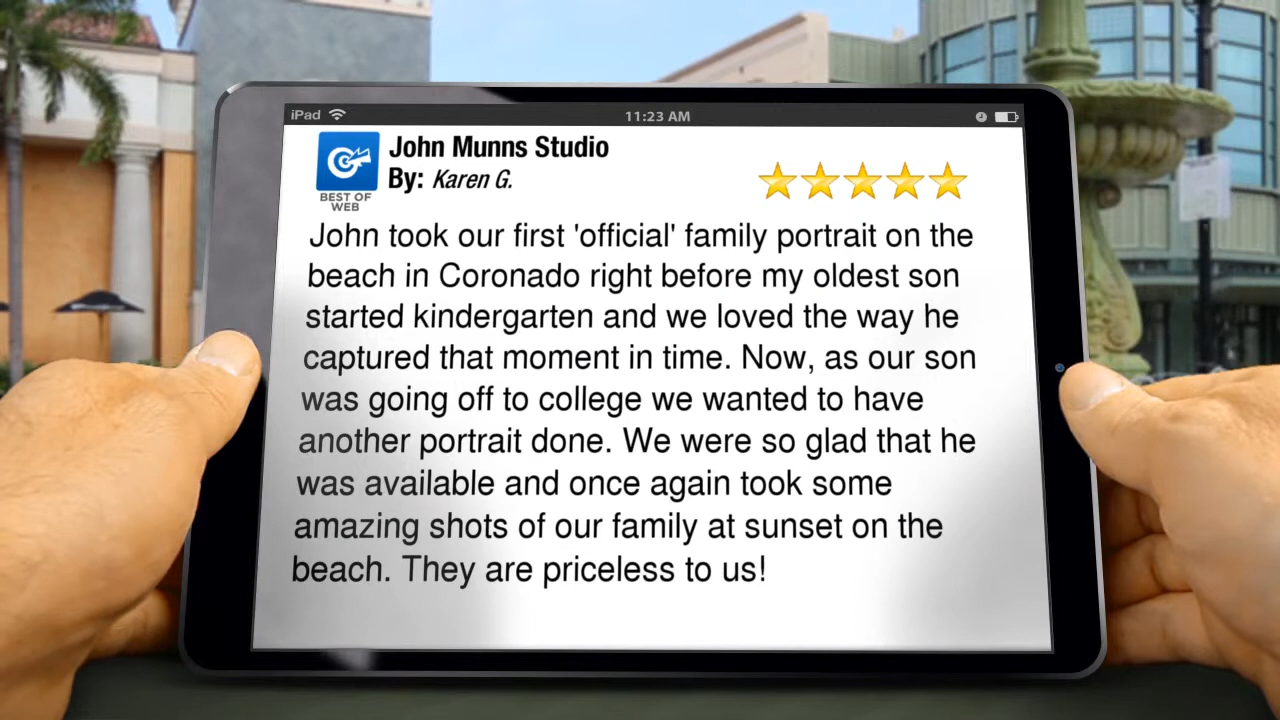 iPad 11:23 AM
John Munns Studio
By: Karen G.
BEST OF
WEB
John took our first 'official' family portrait on the
beach in Coronado right before my oldest son
started kindergarten and we loved the way he
captured that moment in time. Now, as our son
was going off to college we wanted to have
another portrait done. We were so glad that he
was available and once again took some
amazing shots of our family at sunset on the
beach. They are priceless to us!